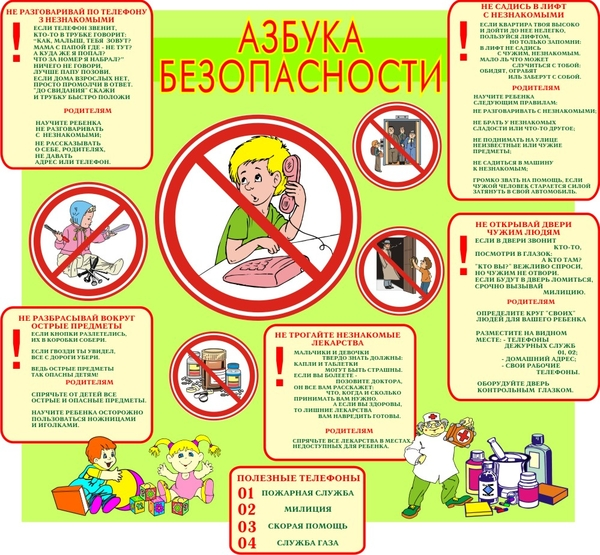 АЗБУКА
БЕЗОПАСНОСТИ
НЕ РАЗГОВАРИВАЙ ПО ТЕЛЕФОНУ
З НЕЗНАКОМЫМИ
ЕСЛИ ТЕЛЕФОН ЗВЕНИТ,
КТО-ТО В ТРУБКЕ ГОВОРИТ:
"КАК, МАЛЫШ, ТЕБЯ ЗОВУТ?
МАМА С ПАПОЙ ГДЕ - НЕ ТУТ?
А КУДА ЖЕ Я ПОПАЛ?
ЧТО ЗА НОМЕР Я НАБРАЛ?"
НИЧЕГО НЕ ГОВОРИ,
ЛУЧШЕ ПАПУ ПОЗОВИ.
ЕСЛИ ДОМА ВЗРОСЛЫХ НЕТ,
ПРОСТО ПРОМОЛЧИ В ОТВЕТ.
"ДО СВИДАНИЯ" СКАЖИ
И ТРУБКУ БЫСТРО ПОЛОЖИ
РОДИТЕЛЯМ
НАУЧИТЕ РЕБЕНКА
НЕ РАЗГОВАРИВАТЬ
С НЕЗНАКОМЫМИ;
НЕ РАССКАЗЫВАТЬ
О СЕБЕ, РОДИТЕЛЯХ,
НЕ ДАВАТЬ
АДРЕС ИЛИ ТЕЛЕФОН.
НЕ САДИСЬ В ЛИФТ
С НЕЗНАКОМЫМИ
ЕСЛИ КВАРТИРА ТВОЯ ВЫСОКО
И ДОЙТИ ДО НЕЕ НЕЛЕГКО,
ПОЛЬЗУЙСЯ ЛИФТОМ,
НО ТОЛЬКО ЗАПОМНИ:
В ЛИФТ НЕ САДИСЬ
С ЧУЖИМ, НЕЗНАКОМЫМ,
МАЛО ЛЬ ЧТО МОЖЕТ
СЛУЧИТЬСЯ С ТОБОЙ:
ОБИДЯТ, ОГРАБЯТ
ИЛЬ ЗАБЕРУТ С СОБОЙ.
РОДИТЕЛЯМ
НАУЧИТЕ РЕБЕНКА
СЛЕДУЮЩИМ ПРАВИЛАМ:
НЕ РАЗГОВАРИВАТЬ С НЕЗНАКОМЫМИ;
НЕ БРАТЬ У НЕЗНАКОМЫХ
СЛАДОСТИ ИЛИ ЧТО-ТО ДРУГОЕ;
НЕ ПОДНИМАТЬ НА УЛИЦЕ
НЕИЗВЕСТНЫЕ ИЛИ ЧУЖИЕ
ПРЕДМЕТЫ;
НЕ САДИТЬСЯ В МАШИНУ
К НЕЗНАКОМЫМ;
ГРОМКО ЗВАТЬ НА ПОМОЩЬ, ЕСЛИ
ЧУЖОЙ ЧЕЛОВЕК СТАРАЕТСЯ СИЛОЙ
ЗАТЯНУТЬ В СВОЙ АВТОМОБИЛЬ.
НЕ ОТКРЫВАЙ ДВЕРИ
ЧУЖИМ ЛЮДЯМ
ЕСЛИ В ДВЕРИ ЗВОНИТ
КТО-ТО,
ПОСМОТРИ В ГЛАЗОК:
А КТО ТАМ?
"КТО ВЫ?" ВЕЖЛИВО СПРОСИ,
НО ЧУЖИМ НЕ ОТВОРИ.
ЕСЛИ БУДУТ В ДВЕРЬ ЛОМИТЬСЯ,
СРОЧНО ВЫЗЫВАЙ
МИЛИЦИЮ.
РОДИТЕЛЯМ
ОПРЕДЕЛИТЕ КРУГ "СВОИХ"
ЛЮДЕЙ ДЛЯ ВАШЕГО РЕБЕНКА
РАЗМЕСТИТЕ НА ВИДНОМ
МЕСТЕ: - ТЕЛЕФОНЫ
ДЕЖУРНЫХ СЛУЖБ
01, 02;
- ДОМАШНИЙ АДРЕС;
- СВОИ РАБОЧИЕ
ТЕЛЕФОНЫ.
ОБОРУДУЙТЕ ДВЕРЬ
КОНТРОЛЬНЫМ ГЛАЗКОМ.
НЕ РАЗБРАСЫВАЙ ВОКРУГ
ОСТРЫЕ ПРЕДМЕТЫ
ЕСЛИ КНОПКИ РАЗЛЕТЕЛИСЬ,
ИХ В КОРОБКИ СОБЕРИ.
ЕСЛИ ГВОЗДИ ТЫ УВИДЕЛ,
ВСЕ С ДОРОГИ УБЕРИ.
ВЕДЬ ОСТРЫЕ ПРЕДМЕТЫ
ТАК ОПАСНЫ ДЕТЯМ!
РОДИТЕЛЯМ
СПРЯЧЬТЕ ОТ ДЕТЕЙ ВСЕ
ОСТРЫЕ И ОПАСНЫЕ ПРЕДМЕТЫ.
НАУЧИТЕ РЕБЕНКА ОСТОРОЖНО
ПОЛЬЗОВАТЬСЯ НОЖНИЦАМИ
И ИГОЛКАМИ.
НЕ ТРОГАЙТЕ НЕЗНАКОМЫЕ
ЛЕКАРСТВА
МАЛЬЧИКИ И ДЕВОЧКИ
ТВЕРДО ЗНАТЬ ДОЛЖНЫ:
КАПЛИ И ТАБЛЕТКИ
МОГУТ БЫТЬ СТРАШНЫ.
ЕСЛИ ВЫ БОЛЕЕТЕ -
ПОЗОВИТЕ ДОКТОРА,
ОН ВСЕ ВАМ РАССКАЖЕТ:
ЧТО, КОГДА И СКОЛЬКО
ПРИНИМАТЬ ВАМ НУЖНО.
А ЕСЛИ ВЫ ЗДОРОВЫ,
ТО ЛИШНИЕ ЛЕКАРСТВА
ВАМ НАВРЕДИТЬ ГОТОВЫ.
РОДИТЕЛЯМ
СПРЯЧЬТЕ ВСЕ ЛЕКАРСТВА В МЕСТАХ,
НЕДОСТУПНЫХ ДЛЯ РЕБЕНКА.
ПОЛЕЗНЫЕ ТЕЛЕФОНЫ
01 ПОЖАРНАЯ СЛУЖБА
02 МИЛИЦИЯ
03 СКОРАЯ ПОМОЩЬ
04 СЛУЖБА ГАЗА